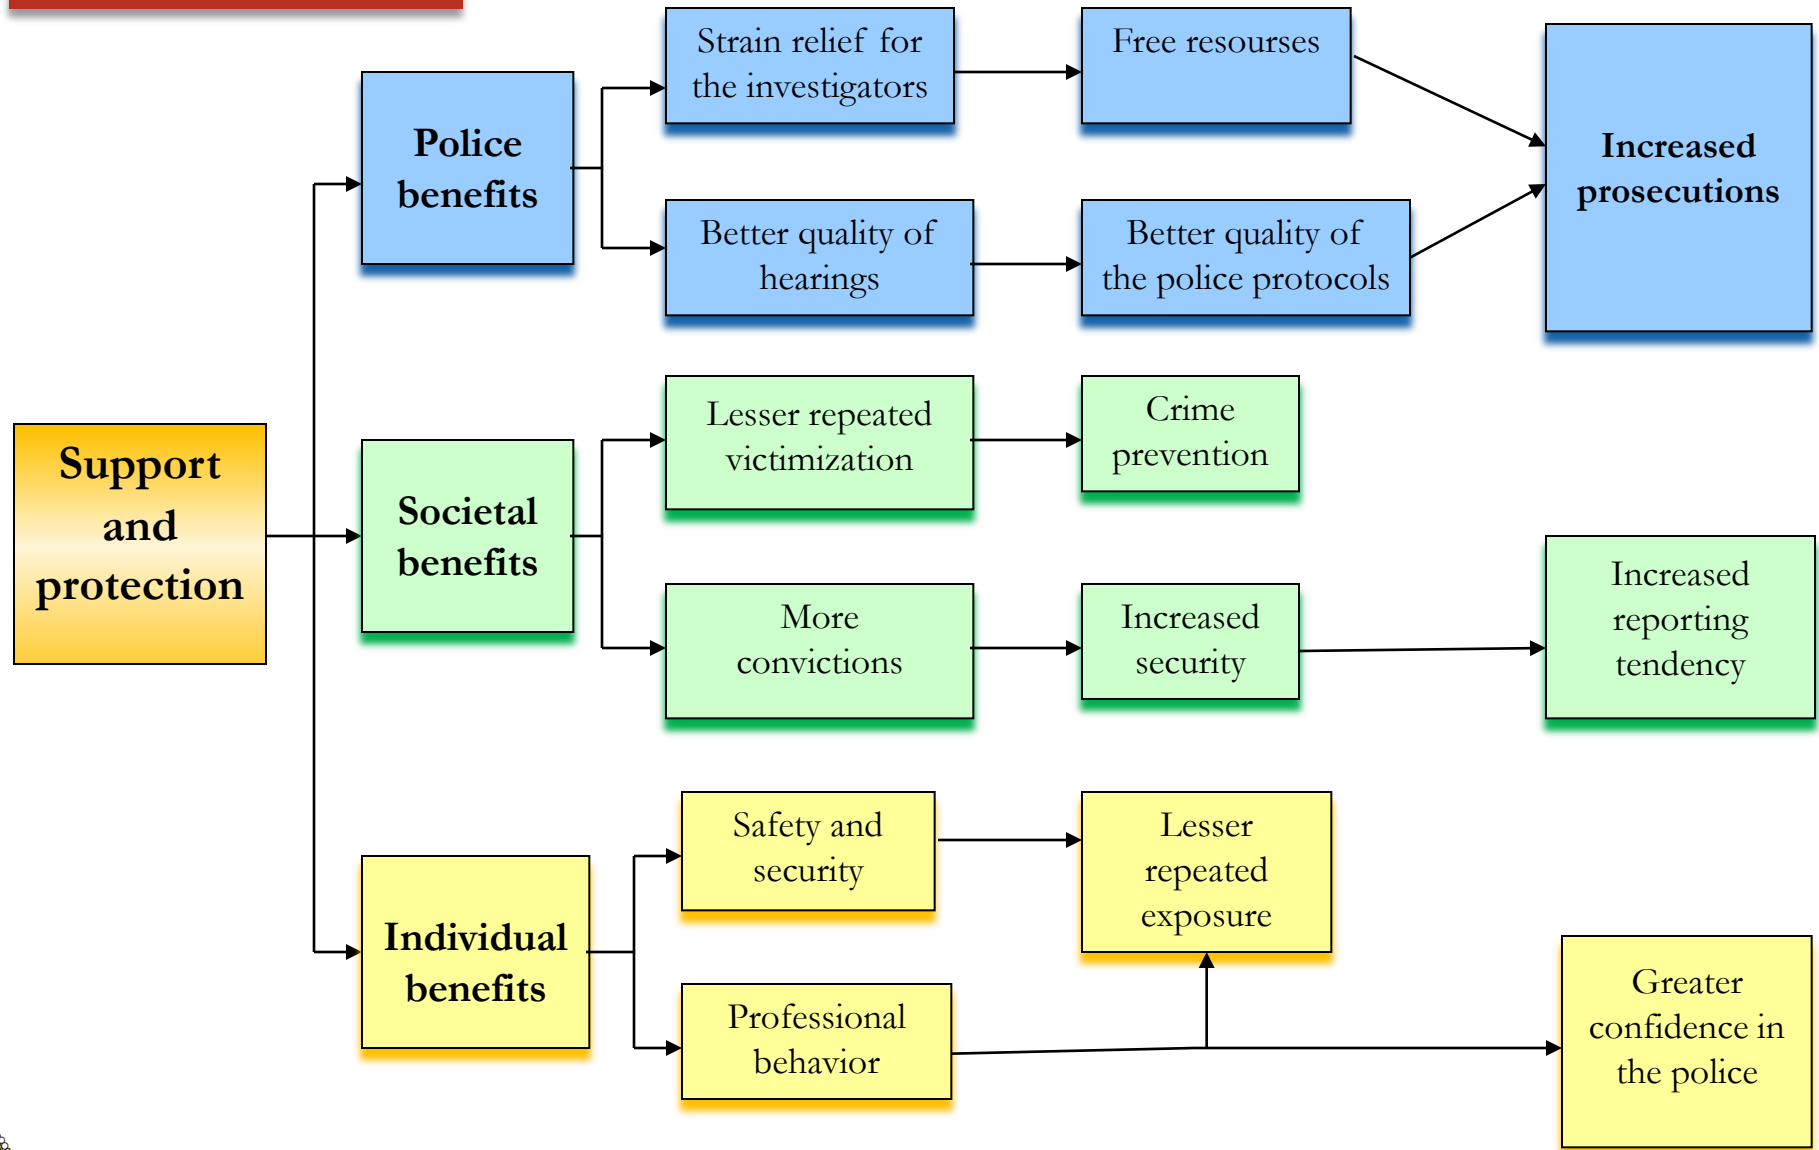 Strain relief for
the investigators
Free resourses
Increased
prosecutions
Police
benefits
Better quality of
hearings
Better quality of
the police protocols
Support
and
protection
Societal
benefits
Lesser repeated
victimization
Crime
prevention
More
convictions
Increased
security
Increased
reporting
tendency
Individual
benefits
Safety and
security
Lesser
repeated
exposure
Professional
behavior
Greater
confidence in
the police